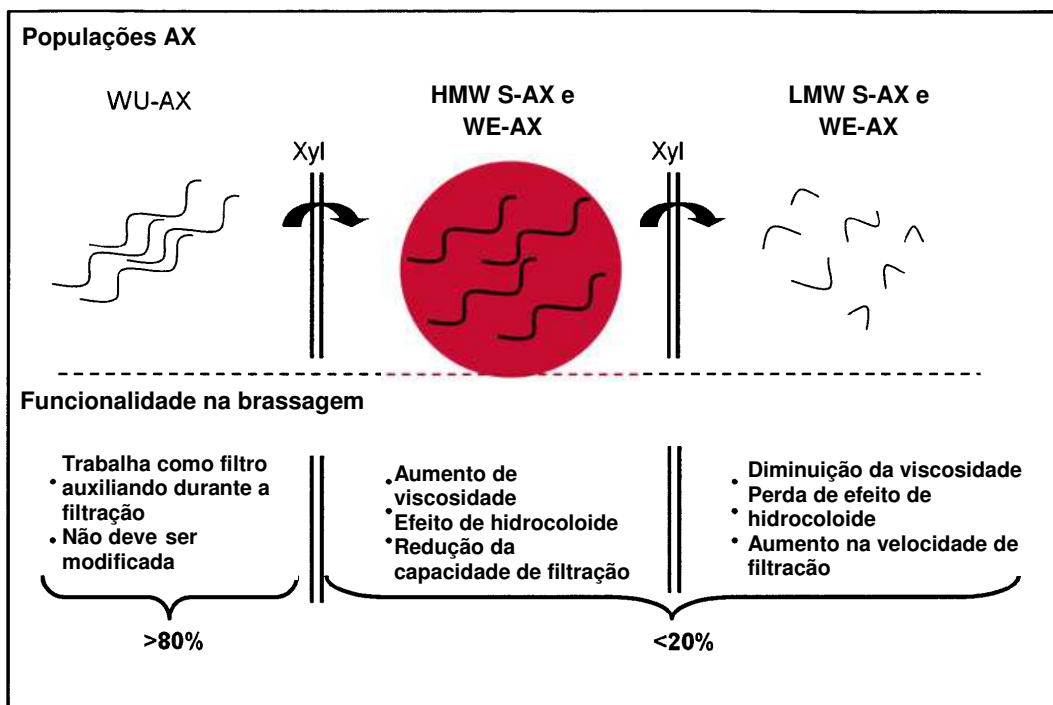 Populações AX
WU-AX
HMW S-AX e
WE-AX
LMW S-AX e
WE-AX
Xyl
Xyl
Funcionalidade na brassagem
Trabalha como filtro
• auxiliando durante a
filtração
• Não deve ser
modificada
• Aumento de
viscosidade
• Efeito de hidrocoloide
• Redução da
capacidade de filtração
• Diminuição da viscosidade
• Perda de efeito de
hidrocoloide
• Aumento na velocidade de
filtração
>80%
<20%